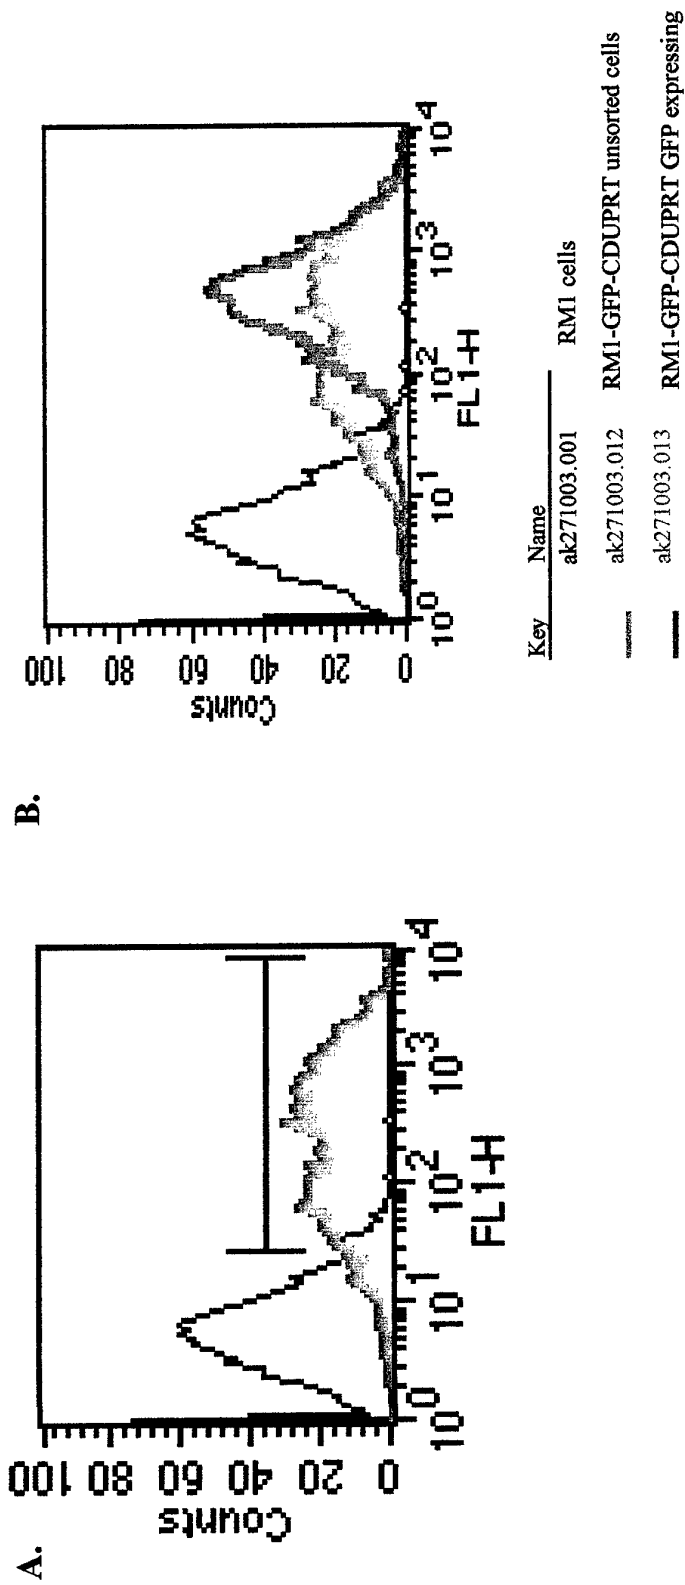 A.
100
80
60
40
20
0
Counts
10^0 10^1 10^2 10^3 10^4
FL1-H
B.
100
80
60
40
20
0
Counts
10^0 10^1 10^2 10^3 10^4
FL1-H
Key Name
ak271003.001 RM1 cells
ak271003.012 RM1-GFP-CDUPRT unsorted cells
ak271003.013 RM1-GFP-CDUPRT GFP expressing